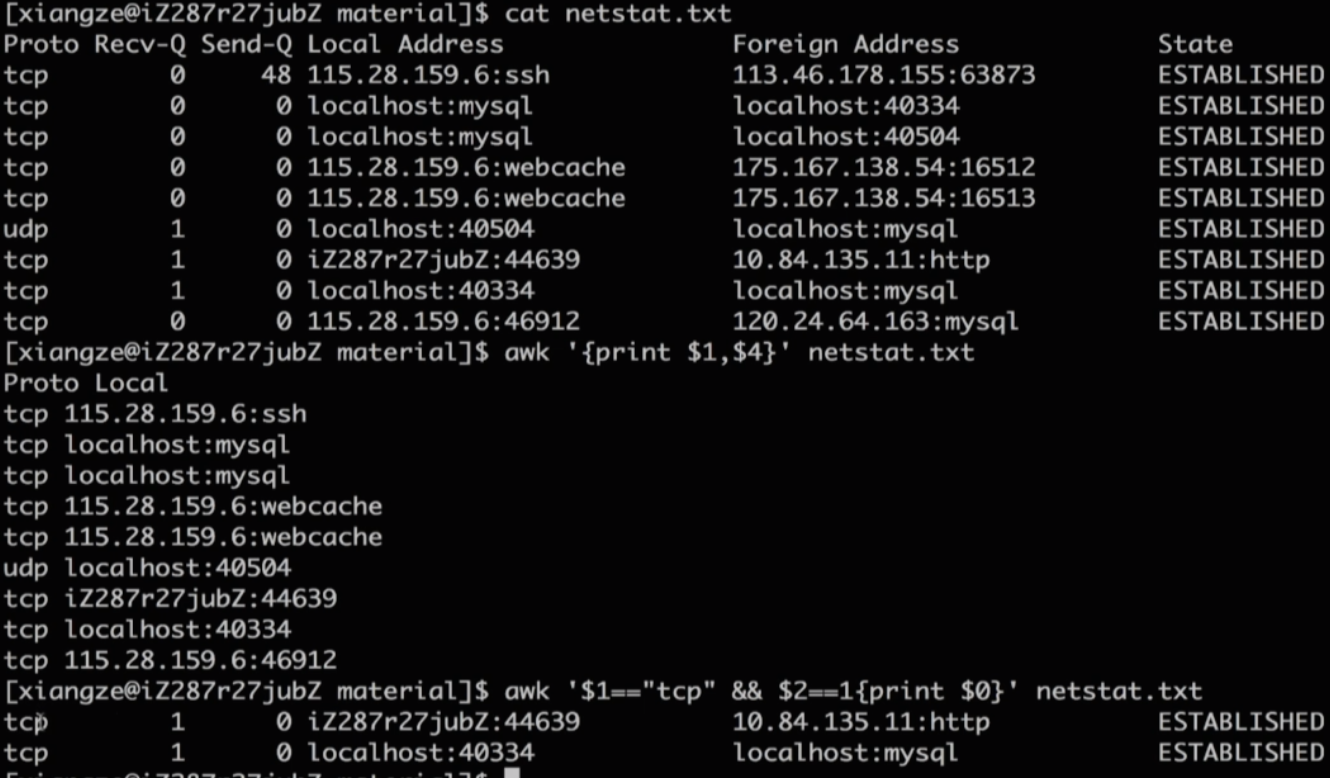 [xiangze@iZ287r27jubZ material]$ cat netstat.txt
Proto Recv-Q Send-Q Local Address Foreign Address State
tcp 0 48 115.28.159.6:ssh 113.46.178.155:63873 ESTABLISHED
tcp 0 0 localhost:mysql localhost:40334 ESTABLISHED
tcp 0 0 localhost:mysql localhost:40504 ESTABLISHED
tcp 0 0 115.28.159.6:webcache 175.167.138.54:16512 ESTABLISHED
tcp 0 0 115.28.159.6:webcache 175.167.138.54:16513 ESTABLISHED
udp 1 0 localhost:40504 localhost:mysql ESTABLISHED
tcp 1 0 iZ287r27jubZ:44639 10.84.135.11:http ESTABLISHED
tcp 1 0 localhost:40334 localhost:mysql ESTABLISHED
tcp 0 0 115.28.159.6:46912 120.24.64.163:mysql ESTABLISHED
[xiangze@iZ287r27jubZ material]$ awk '{print $1,$4}' netstat.txt
Proto Local
tcp 115.28.159.6:ssh
tcp localhost:mysql
tcp localhost:mysql
tcp 115.28.159.6:webcache
tcp 115.28.159.6:webcache
udp localhost:40504
tcp iZ287r27jubZ:44639
tcp localhost:40334
tcp 115.28.159.6:46912
[xiangze@iZ287r27jubZ material]$ awk '$1=="tcp" && $2==1{print $0}' netstat.txt
tcp 1 0 iZ287r27jubZ:44639 10.84.135.11:http ESTABLISHED
tcp 1 0 localhost:40334 localhost:mysql ESTABLISHED
[xiangze@iZ287r27jubZ material]$